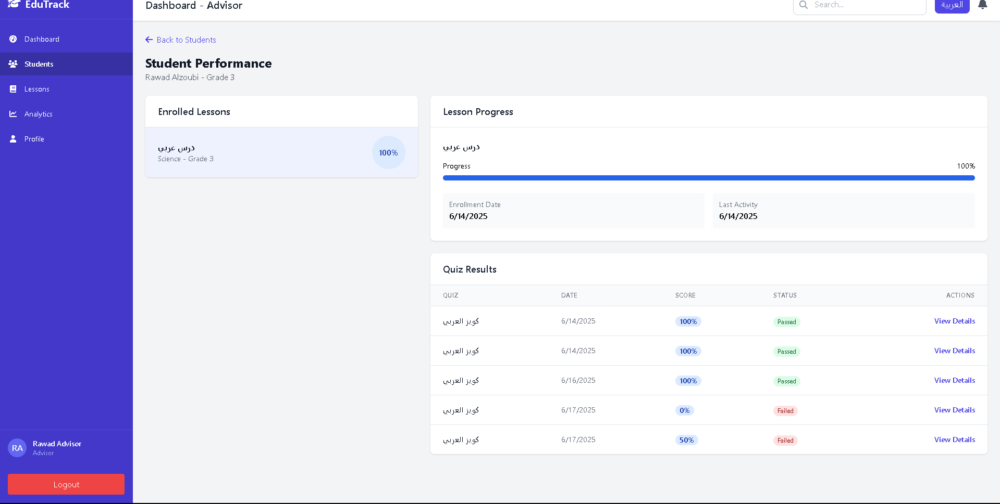 EduTrack
Dashboard
Students
Lessons
Analytics
Profile
RA
Rawad Advisor
Advisor
Logout
Dashboard - Advisor
Search...
العربية
Back to Students
Student Performance
Rawad Alzoubi - Grade 3
Enrolled Lessons
درس عربي
Science - Grade 3
100%
Lesson Progress
درس عربي
Progress 100%
Enrollment Date
6/14/2025
Last Activity
6/14/2025
Quiz Results
QUIZ DATE SCORE STATUS ACTIONS
كويز العربي 6/14/2025 100% Passed View Details
كويز العربي 6/14/2025 100% Passed View Details
كويز العربي 6/16/2025 100% Passed View Details
كويز العربي 6/17/2025 0% Failed View Details
كويز العربي 6/17/2025 50% Failed View Details